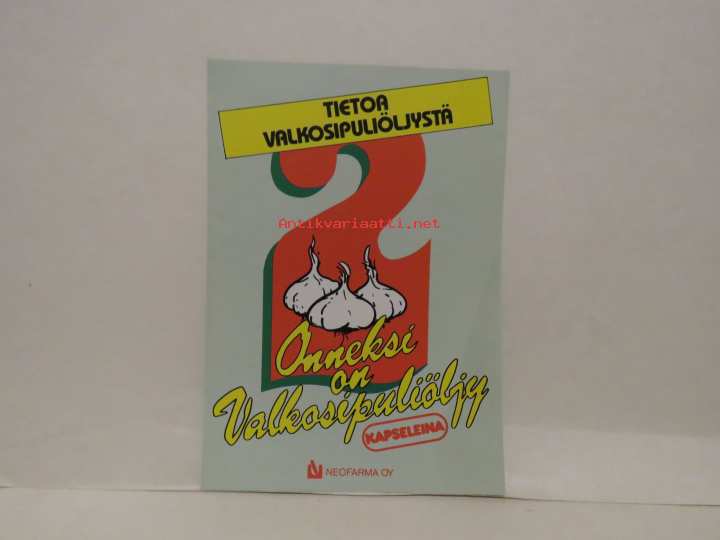 TIETOA
VALKOSIPULIÖLJYSTÄ
Antikvariaatti.net
Onneksi
on
Valkosipuliöljy
KAPSELEINA
NEOFARMA OY